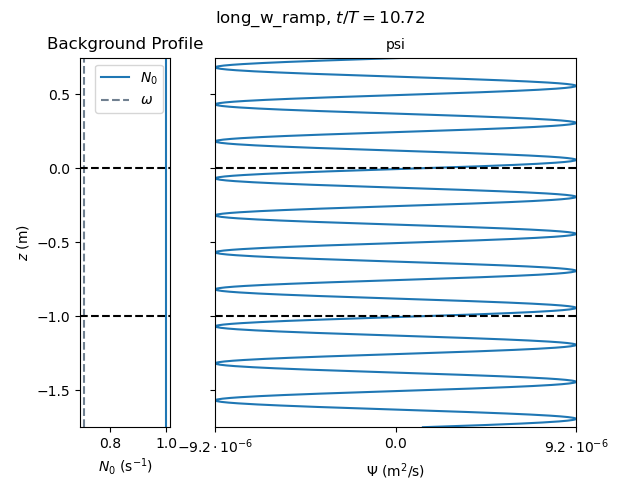 long_w_ramp, t/T = 10.72
Background Profile
psi
N₀
ω
0.5
0.0
−0.5
−1.0
−1.5
z (m)
0.8
1.0
−9.2 · 10⁻⁶
0.0
9.2 · 10⁻⁶
N₀ (s⁻¹)
Ψ (m²/s)